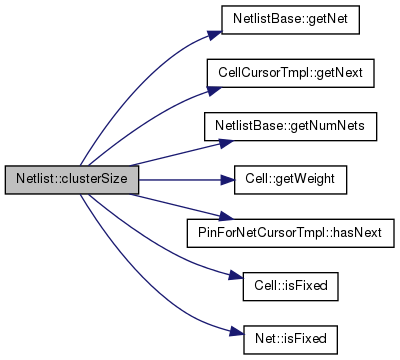 NetlistBase::getNet
CellCursorTmpl::getNext
NetlistBase::getNumNets
Netlist::clusterSize
Cell::getWeight
PinForNetCursorTmpl::hasNext
Cell::isFixed
Net::isFixed